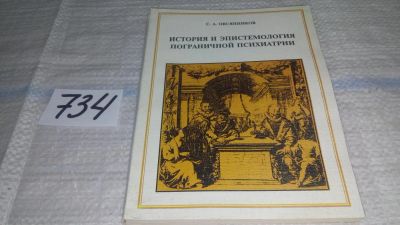 С. А. ОВСЯННИКОВ
ИСТОРИЯ И ЭПИСТЕМОЛОГИЯ
ПОГРАНИЧНОЙ ПСИХИАТРИИ
734